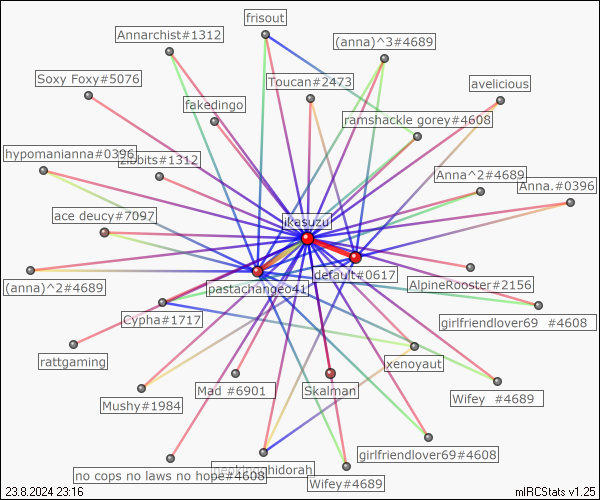 frisout
Annarchist#1312
(anna)^3#4689
Soxy Foxy#5076
Toucan#2473
avelicious
fakedingo
ramshackle gorey#4608
hypomanianna#0396
zibbits#1312
Anna^2#4689
Anna.#0396
ace deucy#7097
ikasuzu
default#0617
(anna)^2#4689
pastachangeo41
AlpineRooster#2156
Cypha#1717
girlfriendlover69 #4608
rattgaming
xenoyaut
Mushy#1984
Mad #6901
Skalman
Wifey #4689
girlfriendlover69#4608
no cops no laws no hope#4608
Wifey#4689
23.8.2024 23:16
mIRCStats v1.25